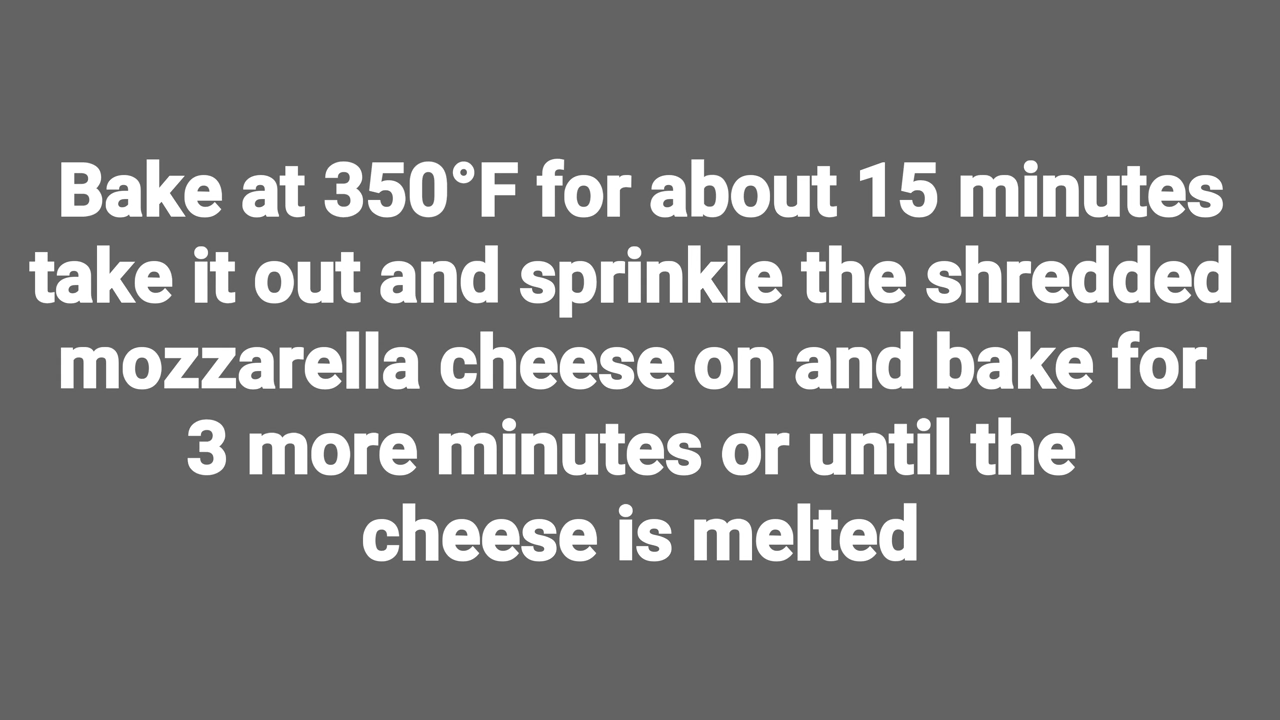 Bake at 350°F for about 15 minutes
take it out and sprinkle the shredded
mozzarella cheese on and bake for
3 more minutes or until the
cheese is melted